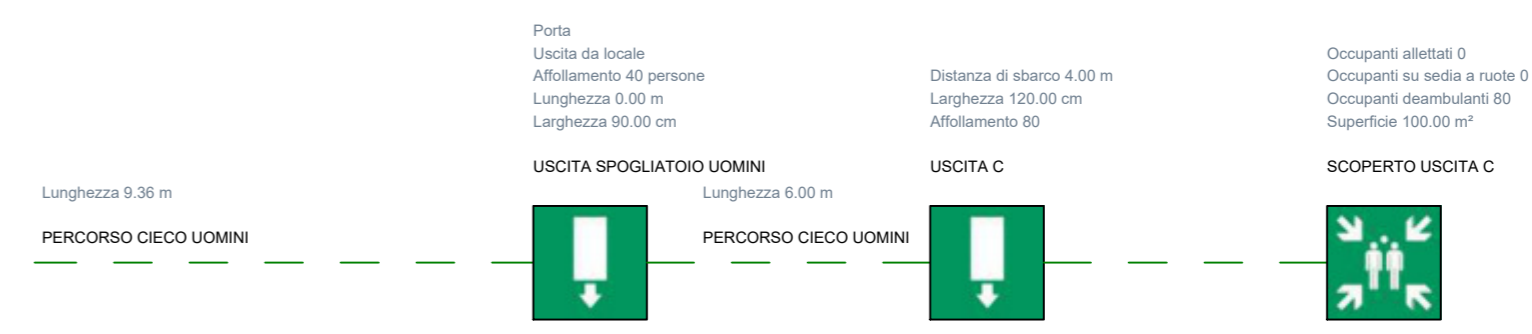 Lunghezza 9.36 m
PERCORSO CIECO UOMINI
Porta
Uscita da locale
Affollamento 40 persone
Lunghezza 0.00 m
Larghezza 90.00 cm
USCITA SPOGLIATOIO UOMINI
Lunghezza 6.00 m
PERCORSO CIECO UOMINI
Distanza di sbarco 4.00 m
Larghezza 120.00 cm
Affollamento 80
USCITA C
Occupanti allettati 0
Occupanti su sedia a ruote 0
Occupanti deambulanti 80
Superficie 100.00 m²
SCOPERTO USCITA C